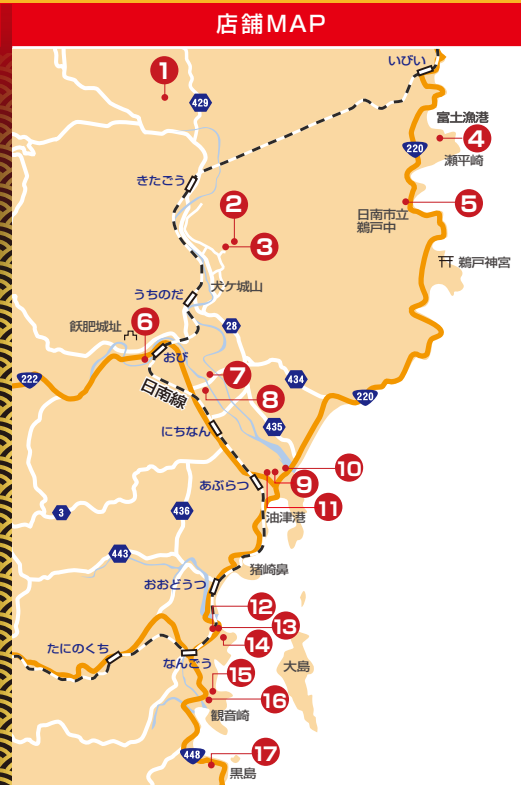 店舗MAP
いびい
1
429
富士漁港
4
220
瀬平崎
きたごう
5
日南市立
鵜戸中
2
3
鵜戸神宮
犬ケ城山
うちのだ
飫肥城址
6
28
おび
222
日南線
7
434
220
8
435
にちなん
10
9
あぶらつ
11
3
436
油津港
443
猪崎鼻
おおどうつ
12
13
14
たにのくち
なんごう
大島
15
16
観音崎
448
17
黒島